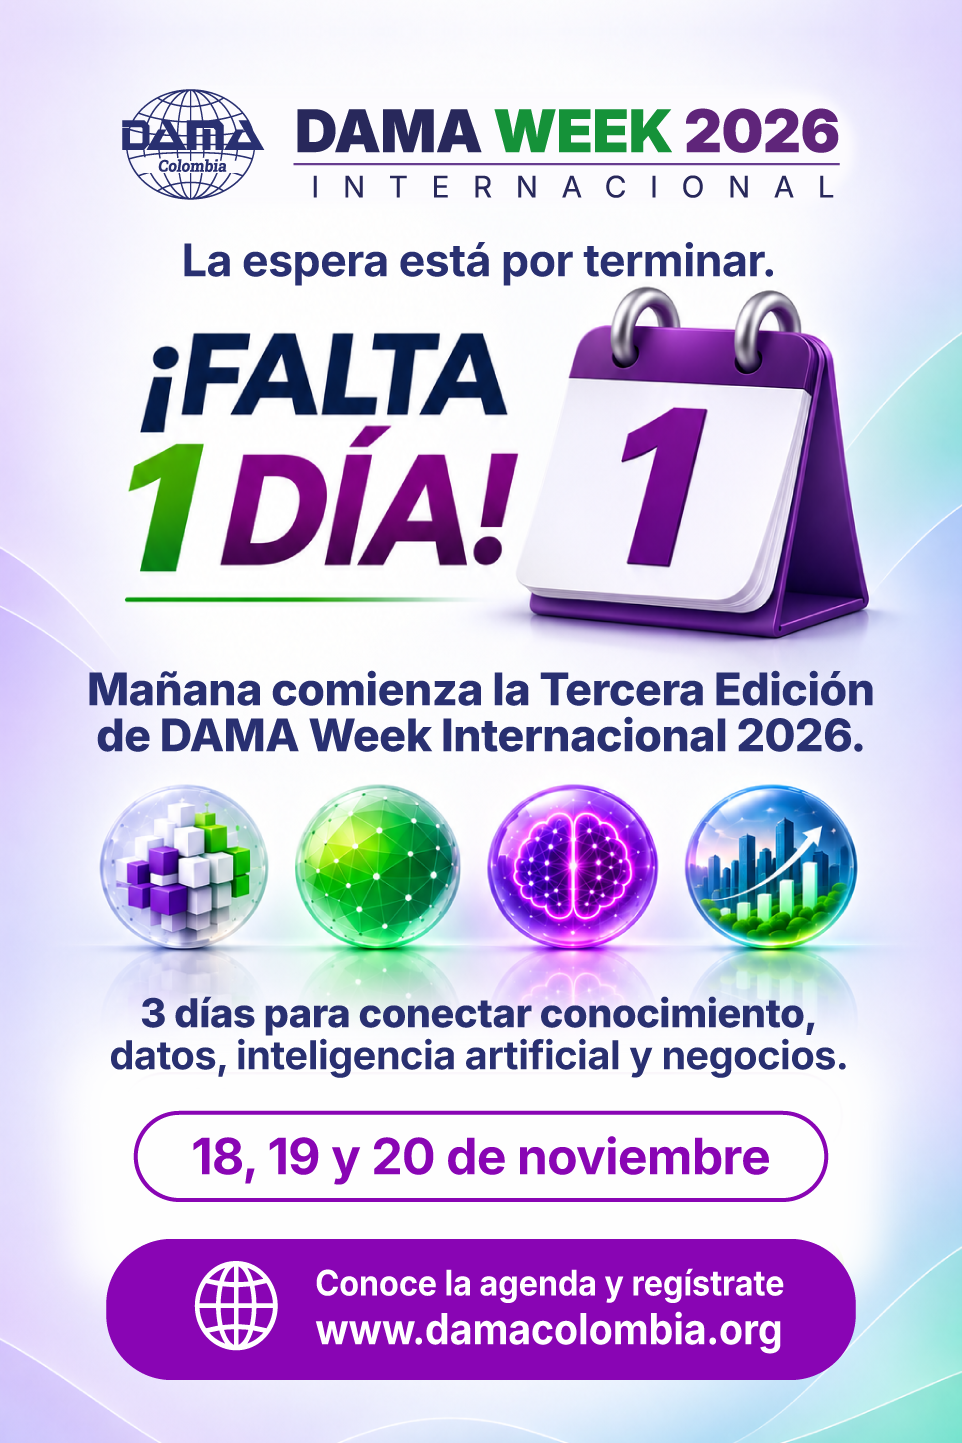 DAMA
Colombia
DAMA WEEK 2026
INTERNACIONAL
La espera está por terminar.
¡FALTA
1 DÍA!
1
Mañana comienza la Tercera Edición
de DAMA Week Internacional 2026.
3 días para conectar conocimiento,
datos, inteligencia artificial y negocios.
18, 19 y 20 de noviembre
Conoce la agenda y regístrate
www.damacolombia.org